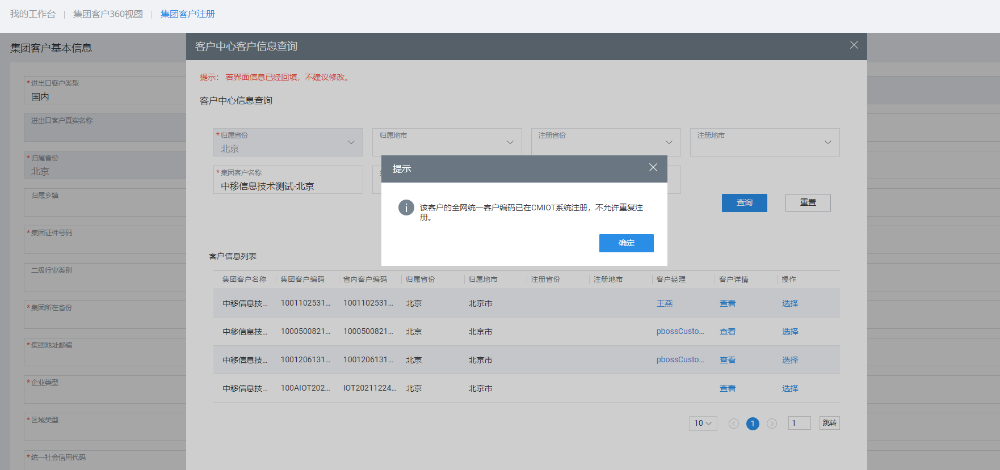 我的工作台 | 集团客户360视图 | 集团客户注册
集团客户基本信息
*进出口客户类型
国内
进出口客户真实名称
*归属省份
北京
归属乡镇
*集团证件号码
二级行业类别
*集团所在省份
*集团地址邮编
*企业类型
*区域类型
*统一社会信用代码
客户中心客户信息查询
提示： 若界面信息已经回填，不建议修改。
客户中心信息查询
*归属省份
北京
归属地市
注册省份
注册地市
*集团客户名称
中移信息技术测试-北京
查询
重置
提示
该客户的全网统一客户编码已在CMIOT系统注册，不允许重复注
册。
确定
客户信息列表
集团客户名称 集团客户编码 省内客户编码 归属省份 归属地市 注册省份 注册地市 客户经理 客户详情 操作
中移信息技... 1001102531... 1001102531... 北京 北京市 王燕 查看 选择
中移信息技... 1000500821... 1000500821... 北京 北京市 pbossCusto... 查看 选择
中移信息技... 1001206131... 1001206131... 北京 北京市 pbossCusto... 查看 选择
中移信息技... 100AIOT202... IOT20211224... 北京 北京市 查看 选择
10 1 1 跳转